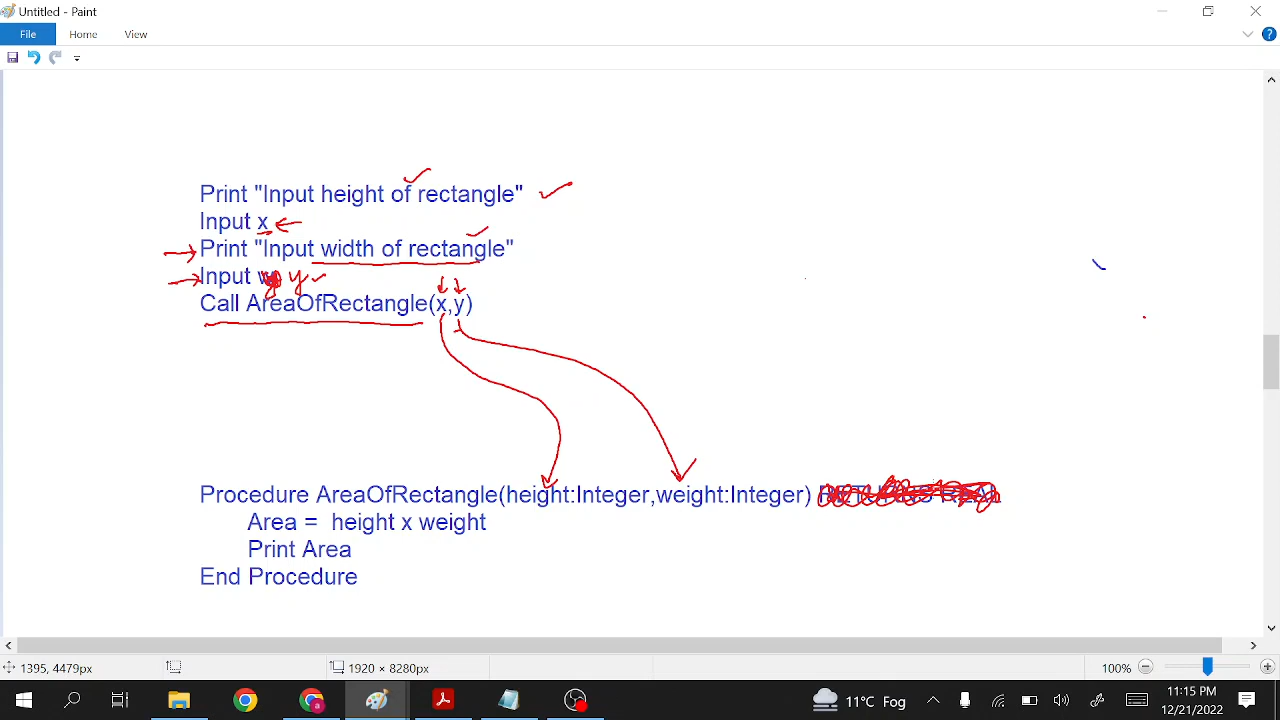 Untitled - Paint
File Home View
Print "Input height of rectangle"
Input x
Print "Input width of rectangle"
Input y
Call AreaOfRectangle(x,y)
Procedure AreaOfRectangle(height:Integer,weight:Integer)
Area = height x weight
Print Area
End Procedure
1395, 4479px 1920 × 8280px 100%
11°C Fog
11:15 PM
12/21/2022